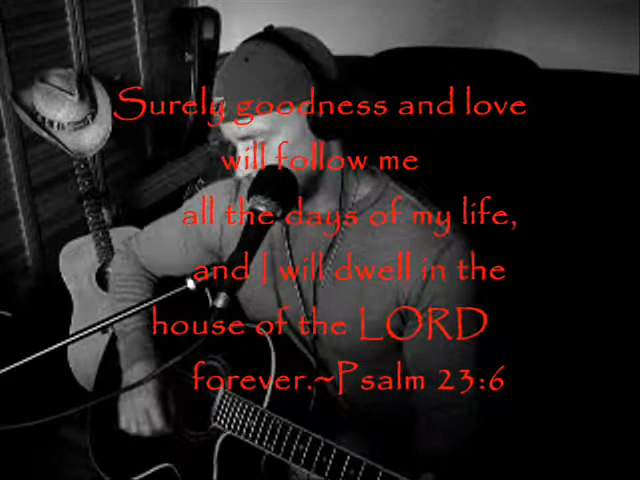 Surely goodness and love
will follow me
all the days of my life,
and I will dwell in the
house of the LORD
forever.~Psalm 23:6